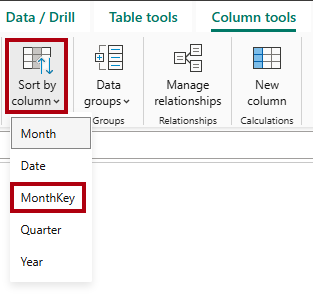 Data / Drill
Table tools
Column tools
Sort by
column
Data
groups
Manage
relationships
New
column
Groups
Relationships
Calculations
Month
Date
MonthKey
Quarter
Year